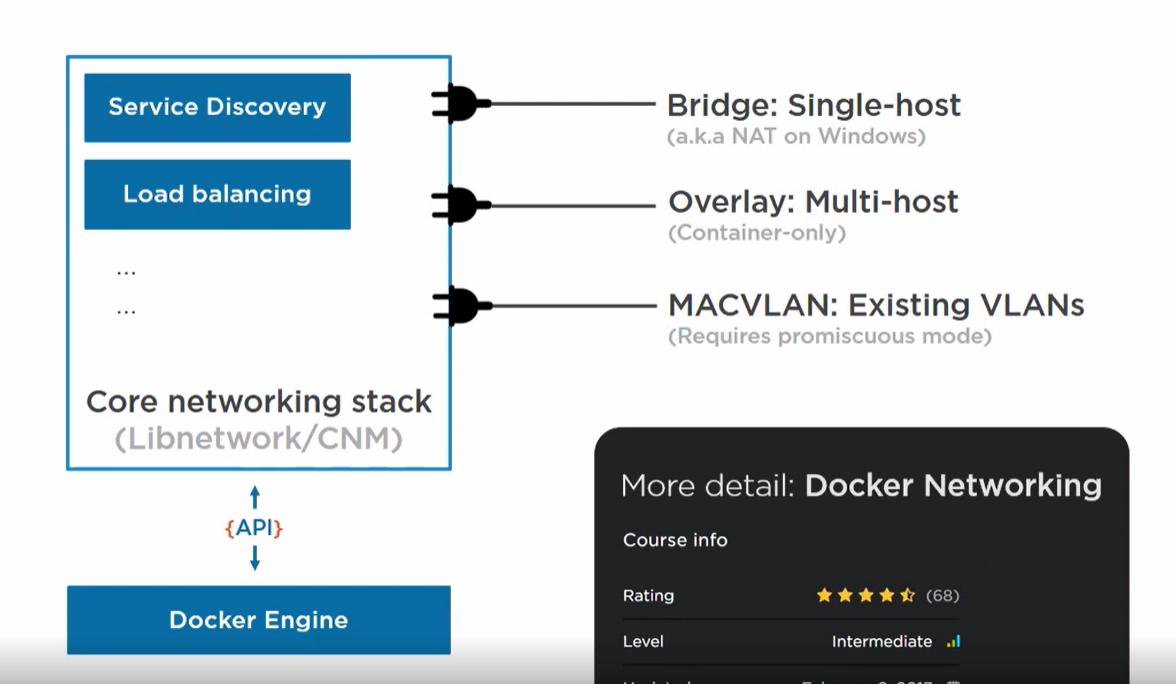 Service Discovery
Load balancing
...
...
Core networking stack
(Libnetwork/CNM)
{API}
Docker Engine
Bridge: Single-host
(a.k.a NAT on Windows)
Overlay: Multi-host
(Container-only)
MACVLAN: Existing VLANs
(Requires promiscuous mode)
More detail: Docker Networking
Course info
Rating (68)
Level Intermediate